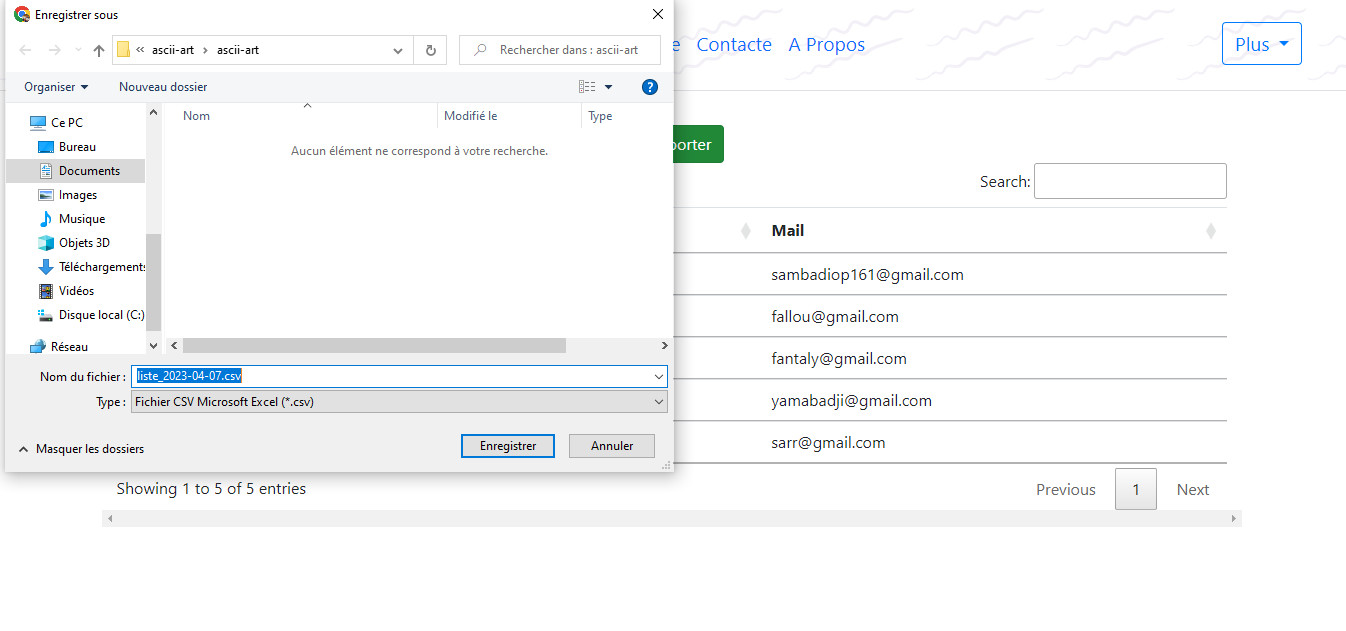 Enregistrer sous
« ascii-art › ascii-art
Rechercher dans : ascii-art
Organiser
Nouveau dossier
Nom
Modifié le
Type
Aucun élément ne correspond à votre recherche.
Ce PC
Bureau
Documents
Images
Musique
Objets 3D
Téléchargements
Vidéos
Disque local (C:)
Réseau
Nom du fichier :
liste_2023-04-07.csv
Type :
Fichier CSV Microsoft Excel (*.csv)
Masquer les dossiers
Enregistrer
Annuler
e Contacte A Propos
Plus
porter
Search:
Mail
sambadiop161@gmail.com
fallou@gmail.com
fantaly@gmail.com
yamabadji@gmail.com
sarr@gmail.com
Showing 1 to 5 of 5 entries
Previous 1 Next